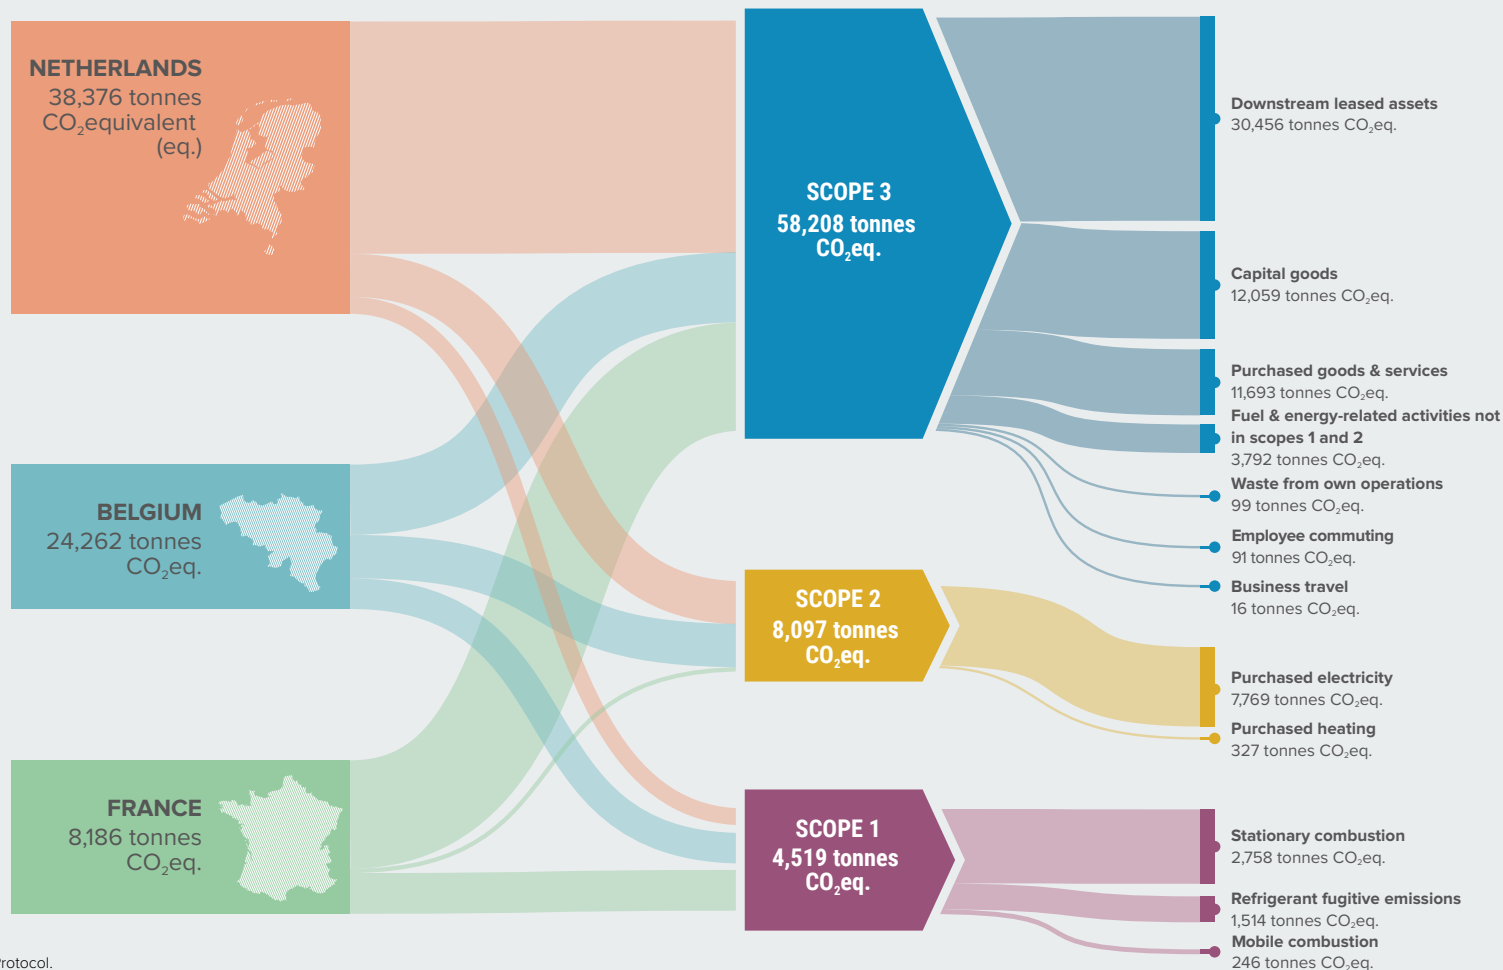 NETHERLANDS
38,376 tonnes
CO₂equivalent
(eq.)
BELGIUM
24,262 tonnes
CO₂eq.
FRANCE
8,186 tonnes
CO₂eq.
SCOPE 3
58,208 tonnes
CO₂eq.
SCOPE 2
8,097 tonnes
CO₂eq.
SCOPE 1
4,519 tonnes
CO₂eq.
Downstream leased assets
30,456 tonnes CO₂eq.
Capital goods
12,059 tonnes CO₂eq.
Purchased goods & services
11,693 tonnes CO₂eq.
Fuel & energy-related activities not
in scopes 1 and 2
3,792 tonnes CO₂eq.
Waste from own operations
99 tonnes CO₂eq.
Employee commuting
91 tonnes CO₂eq.
Business travel
16 tonnes CO₂eq.
Purchased electricity
7,769 tonnes CO₂eq.
Purchased heating
327 tonnes CO₂eq.
Stationary combustion
2,758 tonnes CO₂eq.
Refrigerant fugitive emissions
1,514 tonnes CO₂eq.
Mobile combustion
246 tonnes CO₂eq.
Protocol.